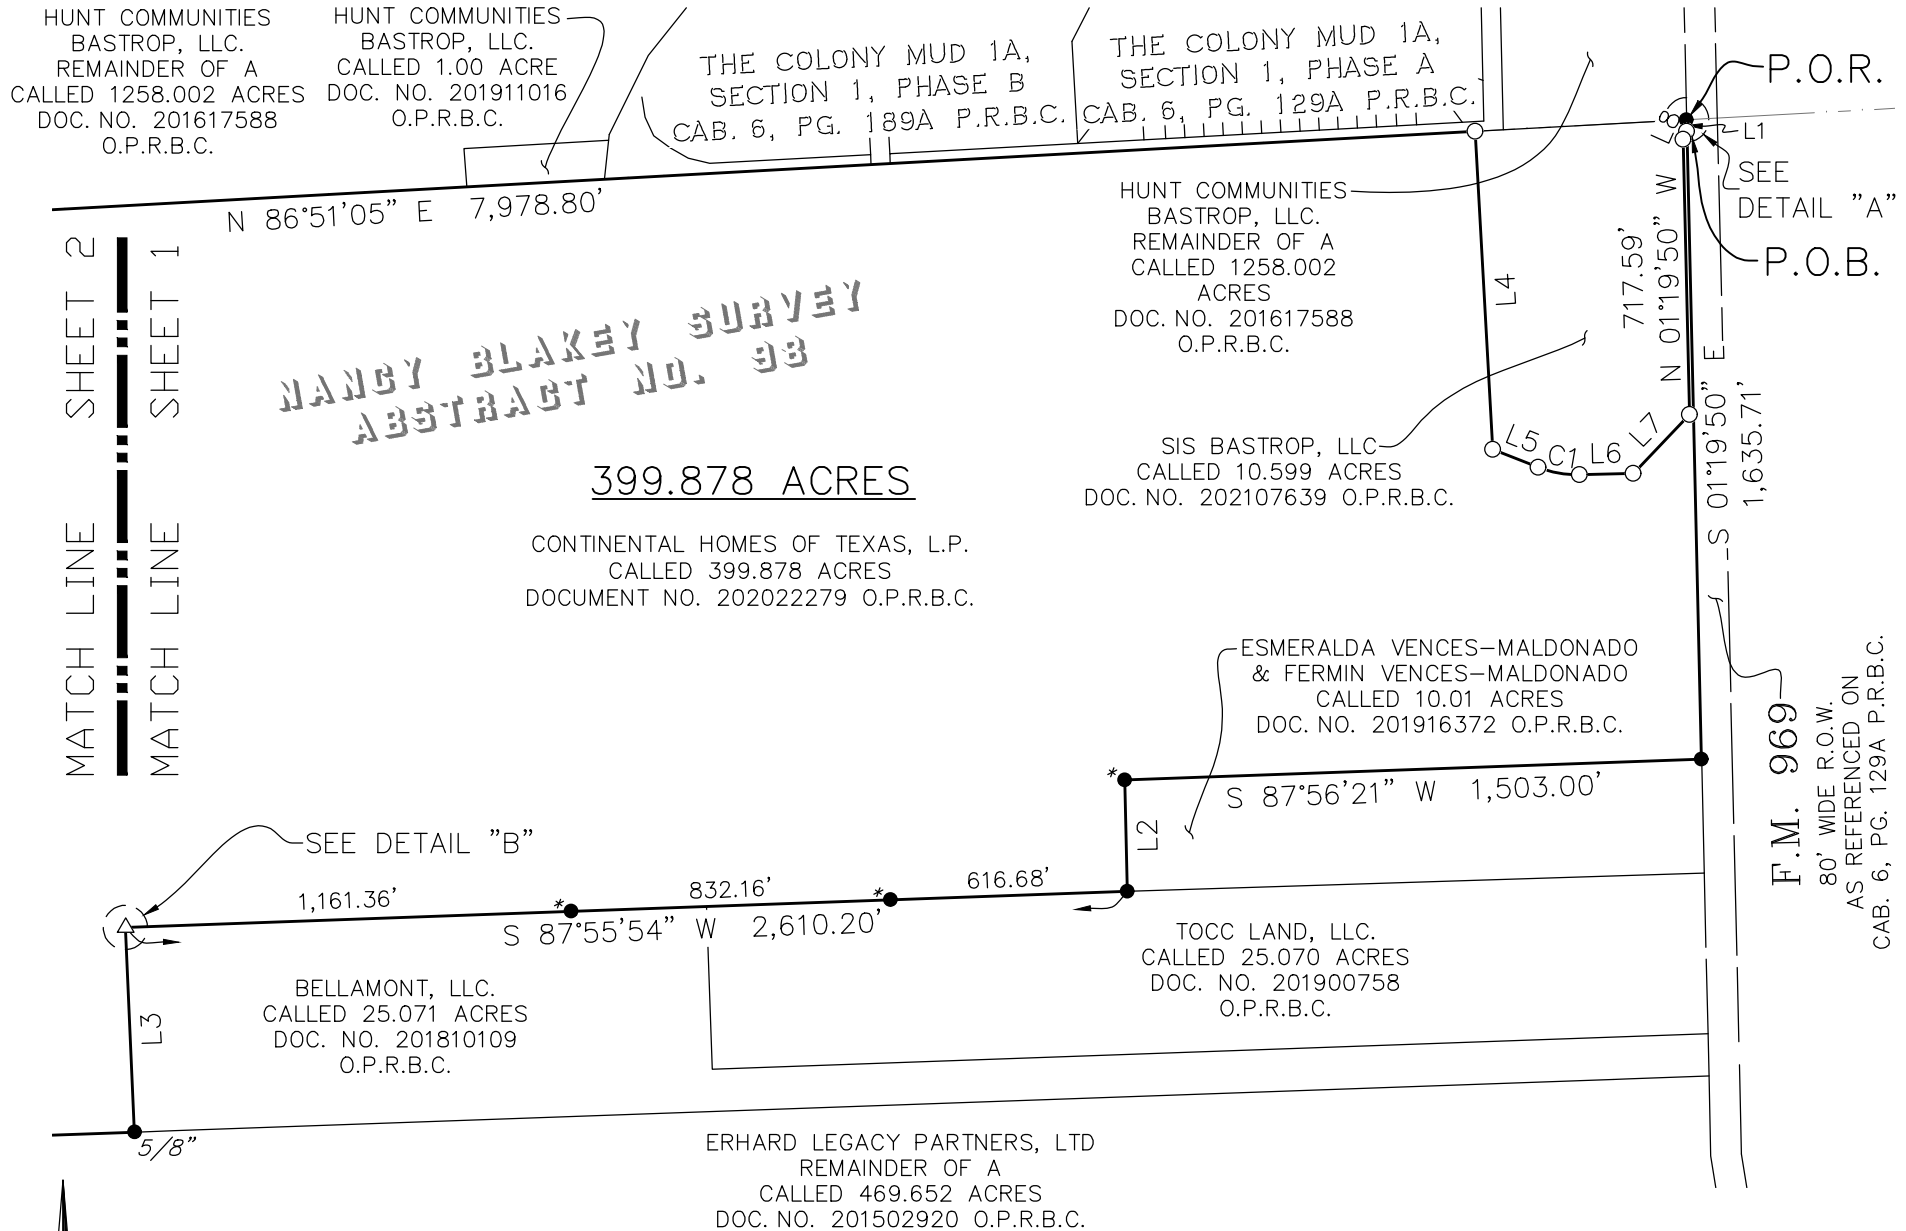 HUNT COMMUNITIES
BASTROP, LLC.
REMAINDER OF A
CALLED 1258.002 ACRES
DOC. NO. 201617588
O.P.R.B.C.
HUNT COMMUNITIES
BASTROP, LLC.
CALLED 1.00 ACRE
DOC. NO. 201911016
O.P.R.B.C.
THE COLONY MUD 1A,
SECTION 1, PHASE B
CAB. 6, PG. 189A P.R.B.C.
THE COLONY MUD 1A,
SECTION 1, PHASE A
CAB. 6, PG. 129A P.R.B.C.
P.O.R.
L8
L1
SEE
DETAIL "A"
P.O.B.
N 86°51'05" E 7,978.80'
SHEET 2
SHEET 1
MATCH LINE
MATCH LINE
NANCY BLAKEY SURVEY
ABSTRACT NO. 98
HUNT COMMUNITIES
BASTROP, LLC.
REMAINDER OF A
CALLED 1258.002
ACRES
DOC. NO. 201617588
O.P.R.B.C.
L4
717.59'
N 01°19'50" W
S 01°19'50" E
1,635.71'
SIS BASTROP, LLC
CALLED 10.599 ACRES
DOC. NO. 202107639 O.P.R.B.C.
L5
C1
L6
L7
399.878 ACRES
CONTINENTAL HOMES OF TEXAS, L.P.
CALLED 399.878 ACRES
DOCUMENT NO. 202022279 O.P.R.B.C.
ESMERALDA VENCES-MALDONADO
& FERMIN VENCES-MALDONADO
CALLED 10.01 ACRES
DOC. NO. 201916372 O.P.R.B.C.
F.M. 969
80' WIDE R.O.W.
AS REFERENCED ON
CAB. 6, PG. 129A P.R.B.C.
*
S 87°56'21" W 1,503.00'
L2
SEE DETAIL "B"
1,161.36'
*
832.16'
*
616.68'
S 87°55'54" W 2,610.20'
L3
BELLAMONT, LLC.
CALLED 25.071 ACRES
DOC. NO. 201810109
O.P.R.B.C.
TOCC LAND, LLC.
CALLED 25.070 ACRES
DOC. NO. 201900758
O.P.R.B.C.
5/8"
ERHARD LEGACY PARTNERS, LTD
REMAINDER OF A
CALLED 469.652 ACRES
DOC. NO. 201502920 O.P.R.B.C.